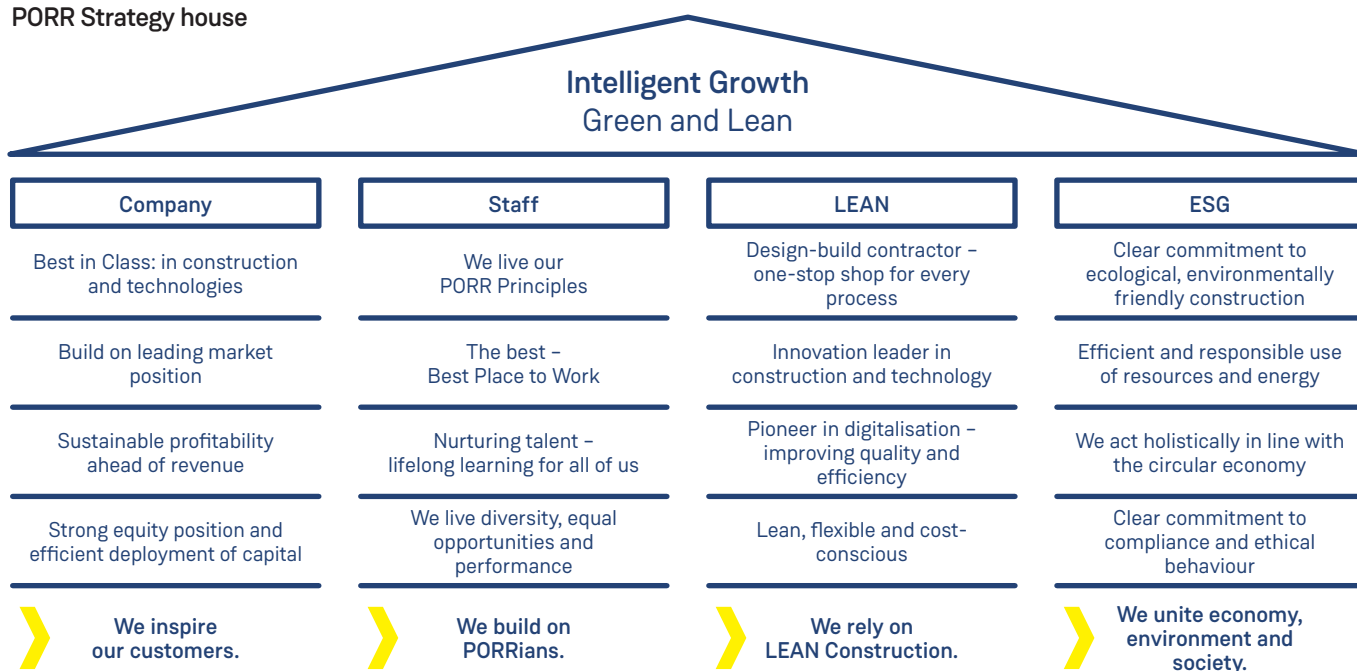 PORR Strategy house
Intelligent Growth
Green and Lean
Company
Best in Class: in construction
and technologies
Build on leading market
position
Sustainable profitability
ahead of revenue
Strong equity position and
efficient deployment of capital
We inspire
our customers.
Staff
We live our
PORR Principles
The best –
Best Place to Work
Nurturing talent –
lifelong learning for all of us
We live diversity, equal
opportunities and
performance
We build on
PORRians.
LEAN
Design-build contractor –
one-stop shop for every
process
Innovation leader in
construction and technology
Pioneer in digitalisation –
improving quality and
efficiency
Lean, flexible and cost-
conscious
We rely on
LEAN Construction.
ESG
Clear commitment to
ecological, environmentally
friendly construction
Efficient and responsible use
of resources and energy
We act holistically in line with
the circular economy
Clear commitment to
compliance and ethical
behaviour
We unite economy,
environment and
society.